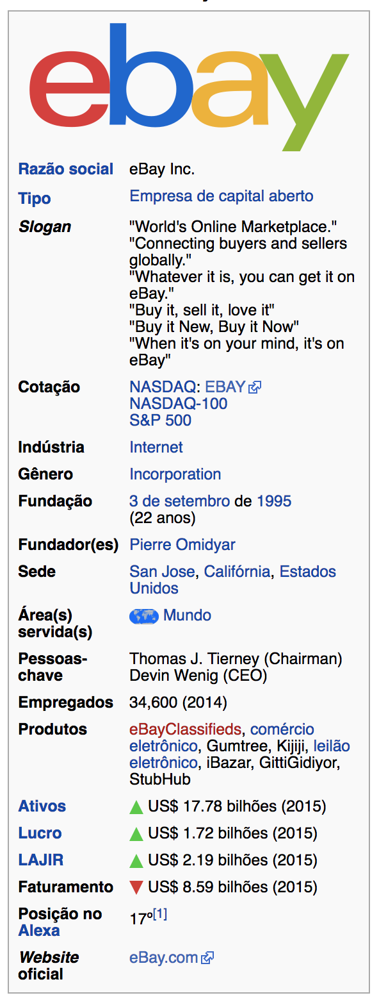 ebay
Razão social eBay Inc.
Tipo Empresa de capital aberto
Slogan "World's Online Marketplace."
"Connecting buyers and sellers
globally."
"Whatever it is, you can get it on
eBay."
"Buy it, sell it, love it"
"Buy it New, Buy it Now"
"When it's on your mind, it's on
eBay"
Cotação NASDAQ: EBAY
NASDAQ-100
S&P 500
Indústria Internet
Gênero Incorporation
Fundação 3 de setembro de 1995
(22 anos)
Fundador(es) Pierre Omidyar
Sede San Jose, Califórnia, Estados
Unidos
Área(s)
servida(s) Mundo
Pessoas-
chave Thomas J. Tierney (Chairman)
Devin Wenig (CEO)
Empregados 34,600 (2014)
Produtos eBayClassifieds, comércio
eletrônico, Gumtree, Kijiji, leilão
eletrônico, iBazar, GittiGidiyor,
StubHub
Ativos ▲ US$ 17.78 bilhões (2015)
Lucro ▲ US$ 1.72 bilhões (2015)
LAJIR ▲ US$ 2.19 bilhões (2015)
Faturamento ▼ US$ 8.59 bilhões (2015)
Posição no
Alexa 17º[1]
Website
oficial eBay.com